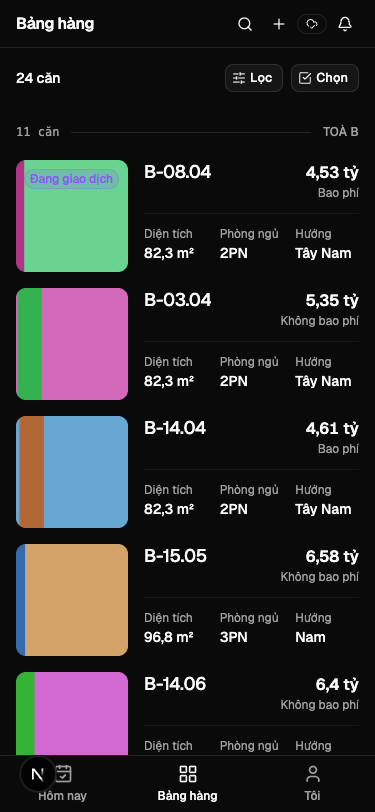 Bảng hàng
24 căn
Lọc
Chọn
11 căn
TOÀ B
Đang giao dịch
B-08.04
4,53 tỷ
Bao phí
Diện tích Phòng ngủ Hướng
82,3 m² 2PN Tây Nam
B-03.04
5,35 tỷ
Không bao phí
Diện tích Phòng ngủ Hướng
82,3 m² 2PN Tây Nam
B-14.04
4,61 tỷ
Bao phí
Diện tích Phòng ngủ Hướng
82,3 m² 2PN Tây Nam
B-15.05
6,58 tỷ
Không bao phí
Diện tích Phòng ngủ Hướng
96,8 m² 3PN Nam
B-14.06
6,4 tỷ
Không bao phí
Diện tích Phòng ngủ Hướng
N
Hôm nay Bảng hàng Tôi